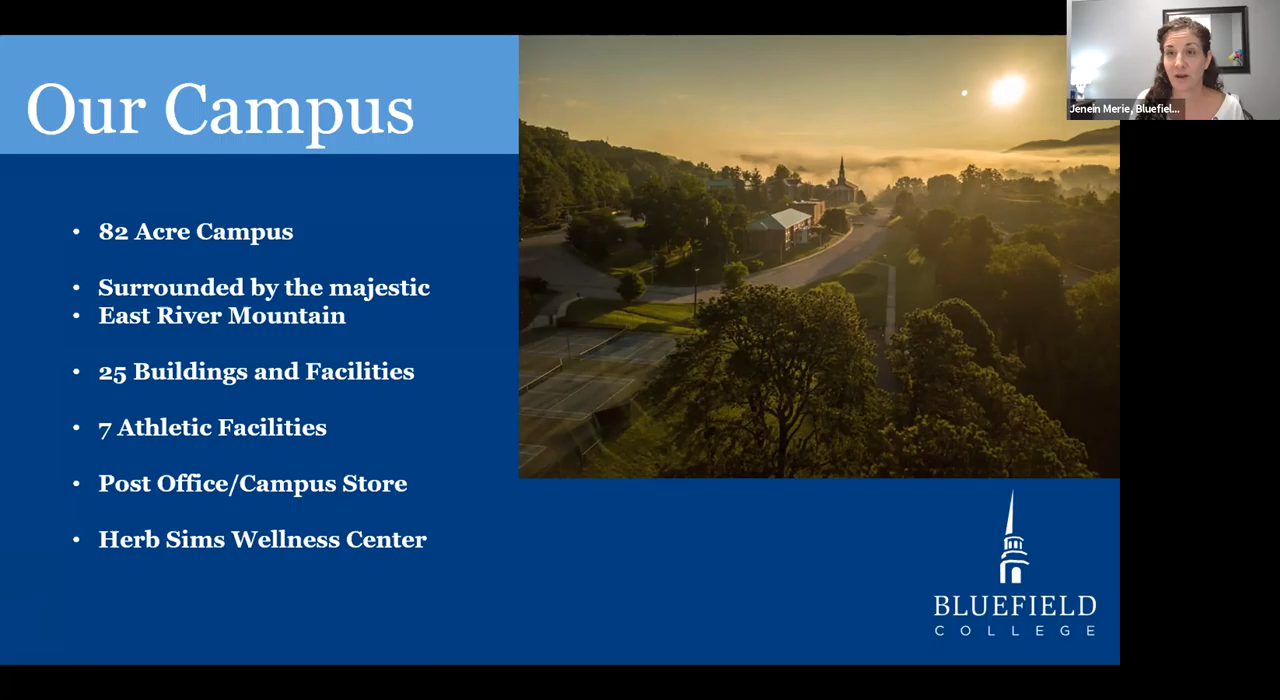 Our Campus
Jenein Merie, Bluefiel...
• 82 Acre Campus
• Surrounded by the majestic
• East River Mountain
• 25 Buildings and Facilities
• 7 Athletic Facilities
• Post Office/Campus Store
• Herb Sims Wellness Center
BLUEFIELD
COLLEGE